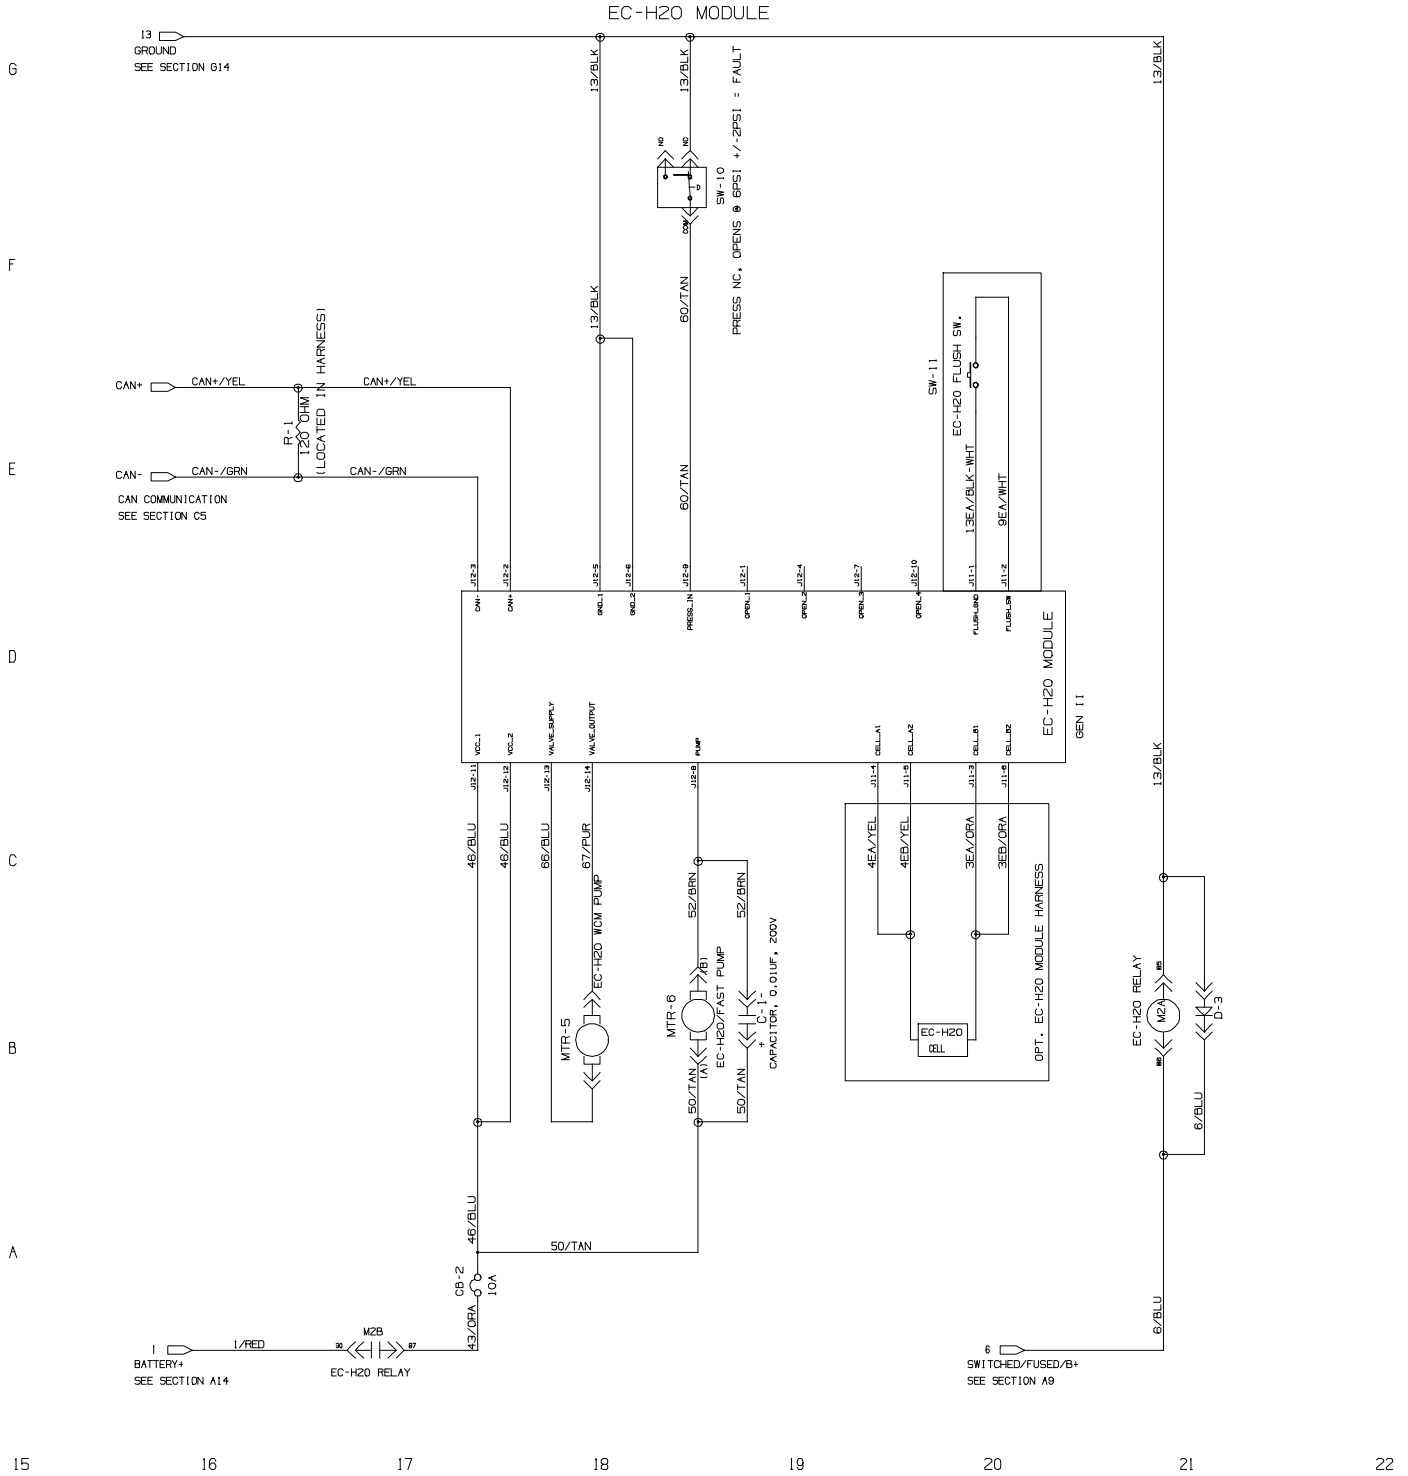 EC-H2O MODULE
13
GROUND
SEE SECTION G14
G
F
E
D
C
B
A
13/BLK
13/BLK
13/BLK
NO
NC
D
COM
SW-10
PRESS NC, OPENS @ 6PSI +/-2PSI = FAULT
13/BLK
60/TAN
60/TAN
CAN+
CAN+/YEL
CAN+/YEL
R-1
120 OHM
(LOCATED IN HARNESS)
CAN-
CAN-/GRN
CAN-/GRN
CAN COMMUNICATION
SEE SECTION C5
SW-11
EC-H2O FLUSH SW.
13EA/BLK-WHT
9EA/WHT
J12-3
J12-2
J12-5
J12-6
J12-9
J12-1
J12-4
J12-7
J12-10
J11-1
J11-2
CAN-
CAN+
GND_1
GND_2
PRESS_IN
OPEN_1
OPEN_2
OPEN_3
OPEN_4
FLUSH_GND
FLUSH_SW
EC-H2O MODULE
GEN II
VCC_1
VCC_2
VALVE_SUPPLY
VALVE_OUTPUT
PUMP
CELL_A1
CELL_A2
CELL_B1
CELL_B2
J12-11
J12-12
J12-13
J12-14
J12-8
J11-4
J11-5
J11-3
J11-6
46/BLU
46/BLU
66/BLU
67/PUR
EC-H2O WCM PUMP
MTR-5
52/BRN
52/BRN
MTR-6
(B)
(A)
EC-H2O/FAST PUMP
C-1
-
+
CAPACITOR, 0.01UF, 200V
50/TAN
50/TAN
4EA/YEL
4EB/YEL
3EA/ORA
3EB/ORA
EC-H2O
CELL
OPT. EC-H2O MODULE HARNESS
13/BLK
EC-H2O RELAY
85
M2A
86
D-3
6/BLU
46/BLU
50/TAN
CB-2
10A
43/ORA
1
BATTERY+
SEE SECTION A14
1/RED
30
M2B
87
EC-H2O RELAY
6/BLU
6
SWITCHED/FUSED/B+
SEE SECTION A9
15
16
17
18
19
20
21
22